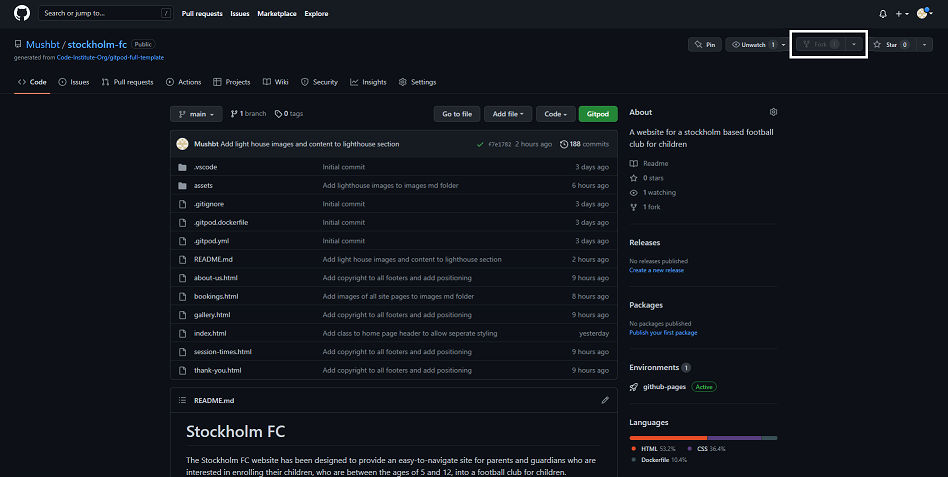 Search or jump to... /
Pull requests Issues Marketplace Explore
Mushbt / stockholm-fc Public
generated from Code-Institute-Org/gitpod-full-template
Pin Unwatch 1 Fork 1 Star 0
Code Issues Pull requests Actions Projects Wiki Security Insights Settings
main 1 branch 0 tags Go to file Add file Code Gitpod
Mushbt Add light house images and content to lighthouse section f7e1782 2 hours ago 188 commits
.vscode Initial commit 3 days ago
assets Add lighthouse images to images md folder 6 hours ago
.gitignore Initial commit 3 days ago
.gitpod.dockerfile Initial commit 3 days ago
.gitpod.yml Initial commit 3 days ago
README.md Add light house images and content to lighthouse section 2 hours ago
about-us.html Add copyright to all footers and add positioning 9 hours ago
bookings.html Add images of all site pages to images md folder 8 hours ago
gallery.html Add copyright to all footers and add positioning 9 hours ago
index.html Add class to home page header to allow seperate styling yesterday
session-times.html Add copyright to all footers and add positioning 9 hours ago
thank-you.html Add copyright to all footers and add positioning 9 hours ago
README.md
Stockholm FC
The Stockholm FC website has been designed to provide an easy-to-navigate site for parents and guardians who are
interested in enrolling their children, who are between the ages of 5 and 12, into a football club for children.
About
A website for a stockholm based football
club for children
Readme
0 stars
1 watching
1 fork
Releases
No releases published
Create a new release
Packages
No packages published
Publish your first package
Environments 1
github-pages Active
Languages
HTML 53.2% CSS 36.4%
Dockerfile 10.4%